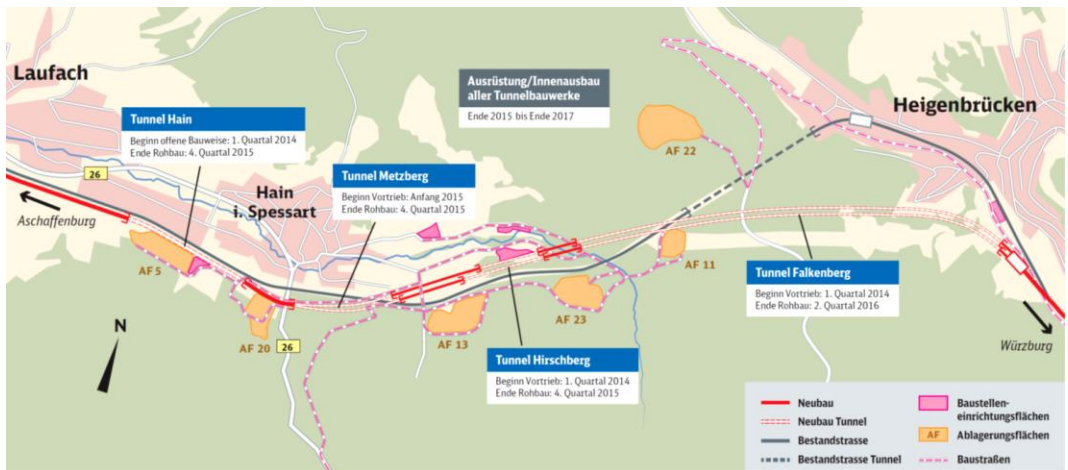 Laufach
Tunnel Hain
Beginn offene Bauweise: 1. Quartal 2014
Ende Rohbau: 4. Quartal 2015
26
Aschaffenburg
Hain
i. Spessart
Tunnel Metzberg
Beginn Vortrieb: Anfang 2015
Ende Rohbau: 4. Quartal 2015
Ausrüstung/Innenausbau
aller Tunnelbauwerke
Ende 2015 bis Ende 2017
AF 22
Heigenbrücken
AF 5
AF 20
26
AF 13
AF 23
AF 11
Tunnel Hirschberg
Beginn Vortrieb: 1. Quartal 2014
Ende Rohbau: 4. Quartal 2015
Tunnel Falkenberg
Beginn Vortrieb: 1. Quartal 2014
Ende Rohbau: 2. Quartal 2016
Würzburg
N
Neubau
Neubau Tunnel
Bestandstrasse
Bestandstrasse Tunnel
Baustellen-
einrichtungsflächen
AF Ablagerungsflächen
Baustraßen